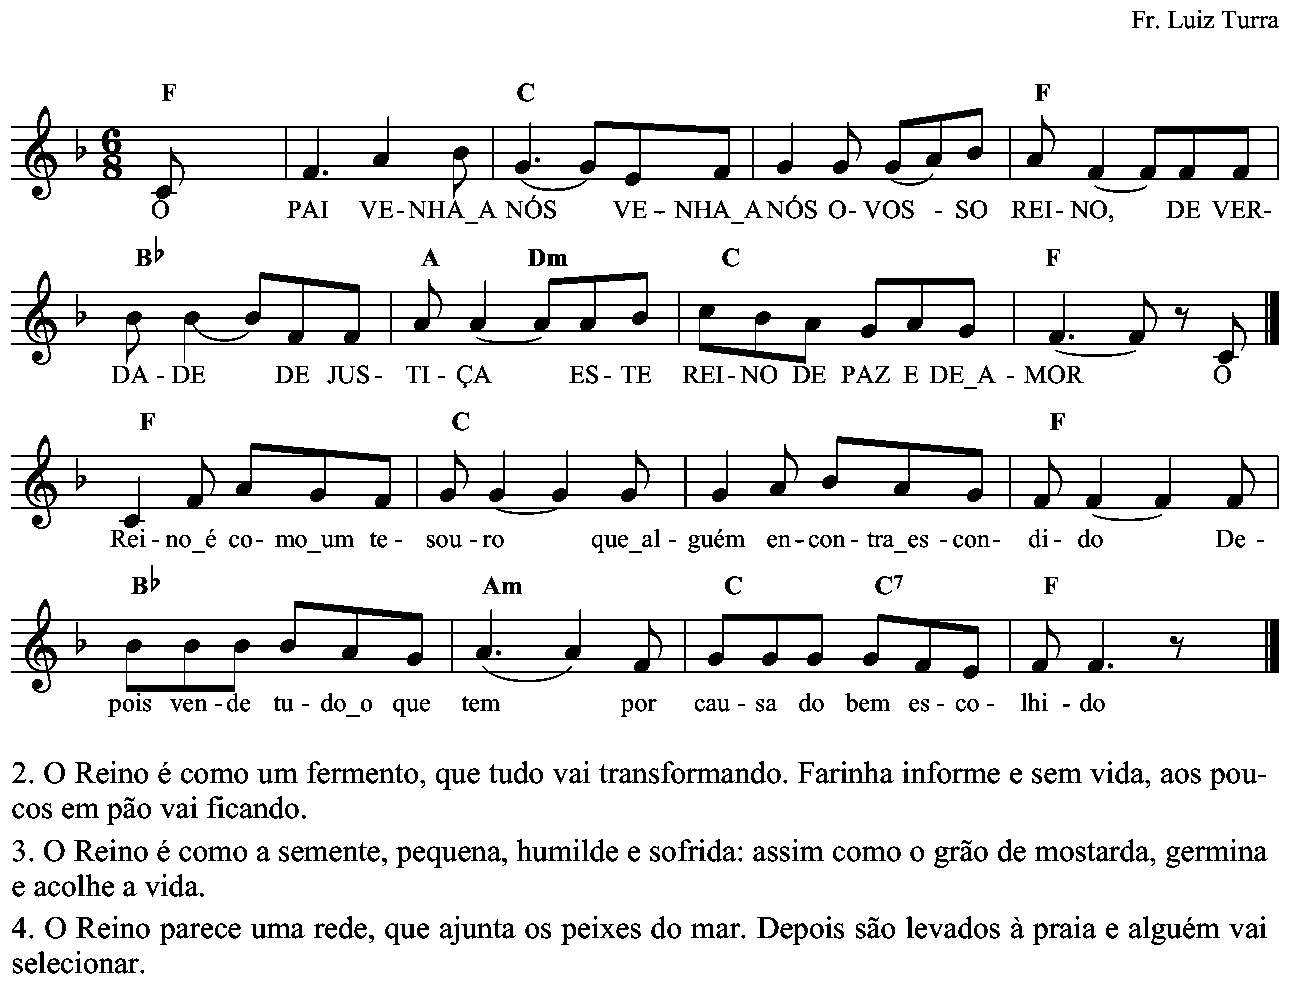 Fr. Luiz Turra
F C F
6
8
O PAI VE-NHA_A NÓS VE-NHA_A NÓS O-VOS-SO REI-NO, DE VER-
B♭ A Dm C F
DA-DE DE JUS-TI-ÇA ES-TE REI-NO DE PAZ E DE_A-MOR O
F C F
Rei-no_é co-mo_um te-sou-ro que_al-guém en-con-tra_es-con-di-do De-
B♭ Am C C7 F
pois ven-de tu-do_o que tem por cau-sa do bem es-co-lhi-do
2. O Reino é como um fermento, que tudo vai transformando. Farinha informe e sem vida, aos pou-
cos em pão vai ficando.
3. O Reino é como a semente, pequena, humilde e sofrida: assim como o grão de mostarda, germina
e acolhe a vida.
4. O Reino parece uma rede, que ajunta os peixes do mar. Depois são levados à praia e alguém vai
selecionar.